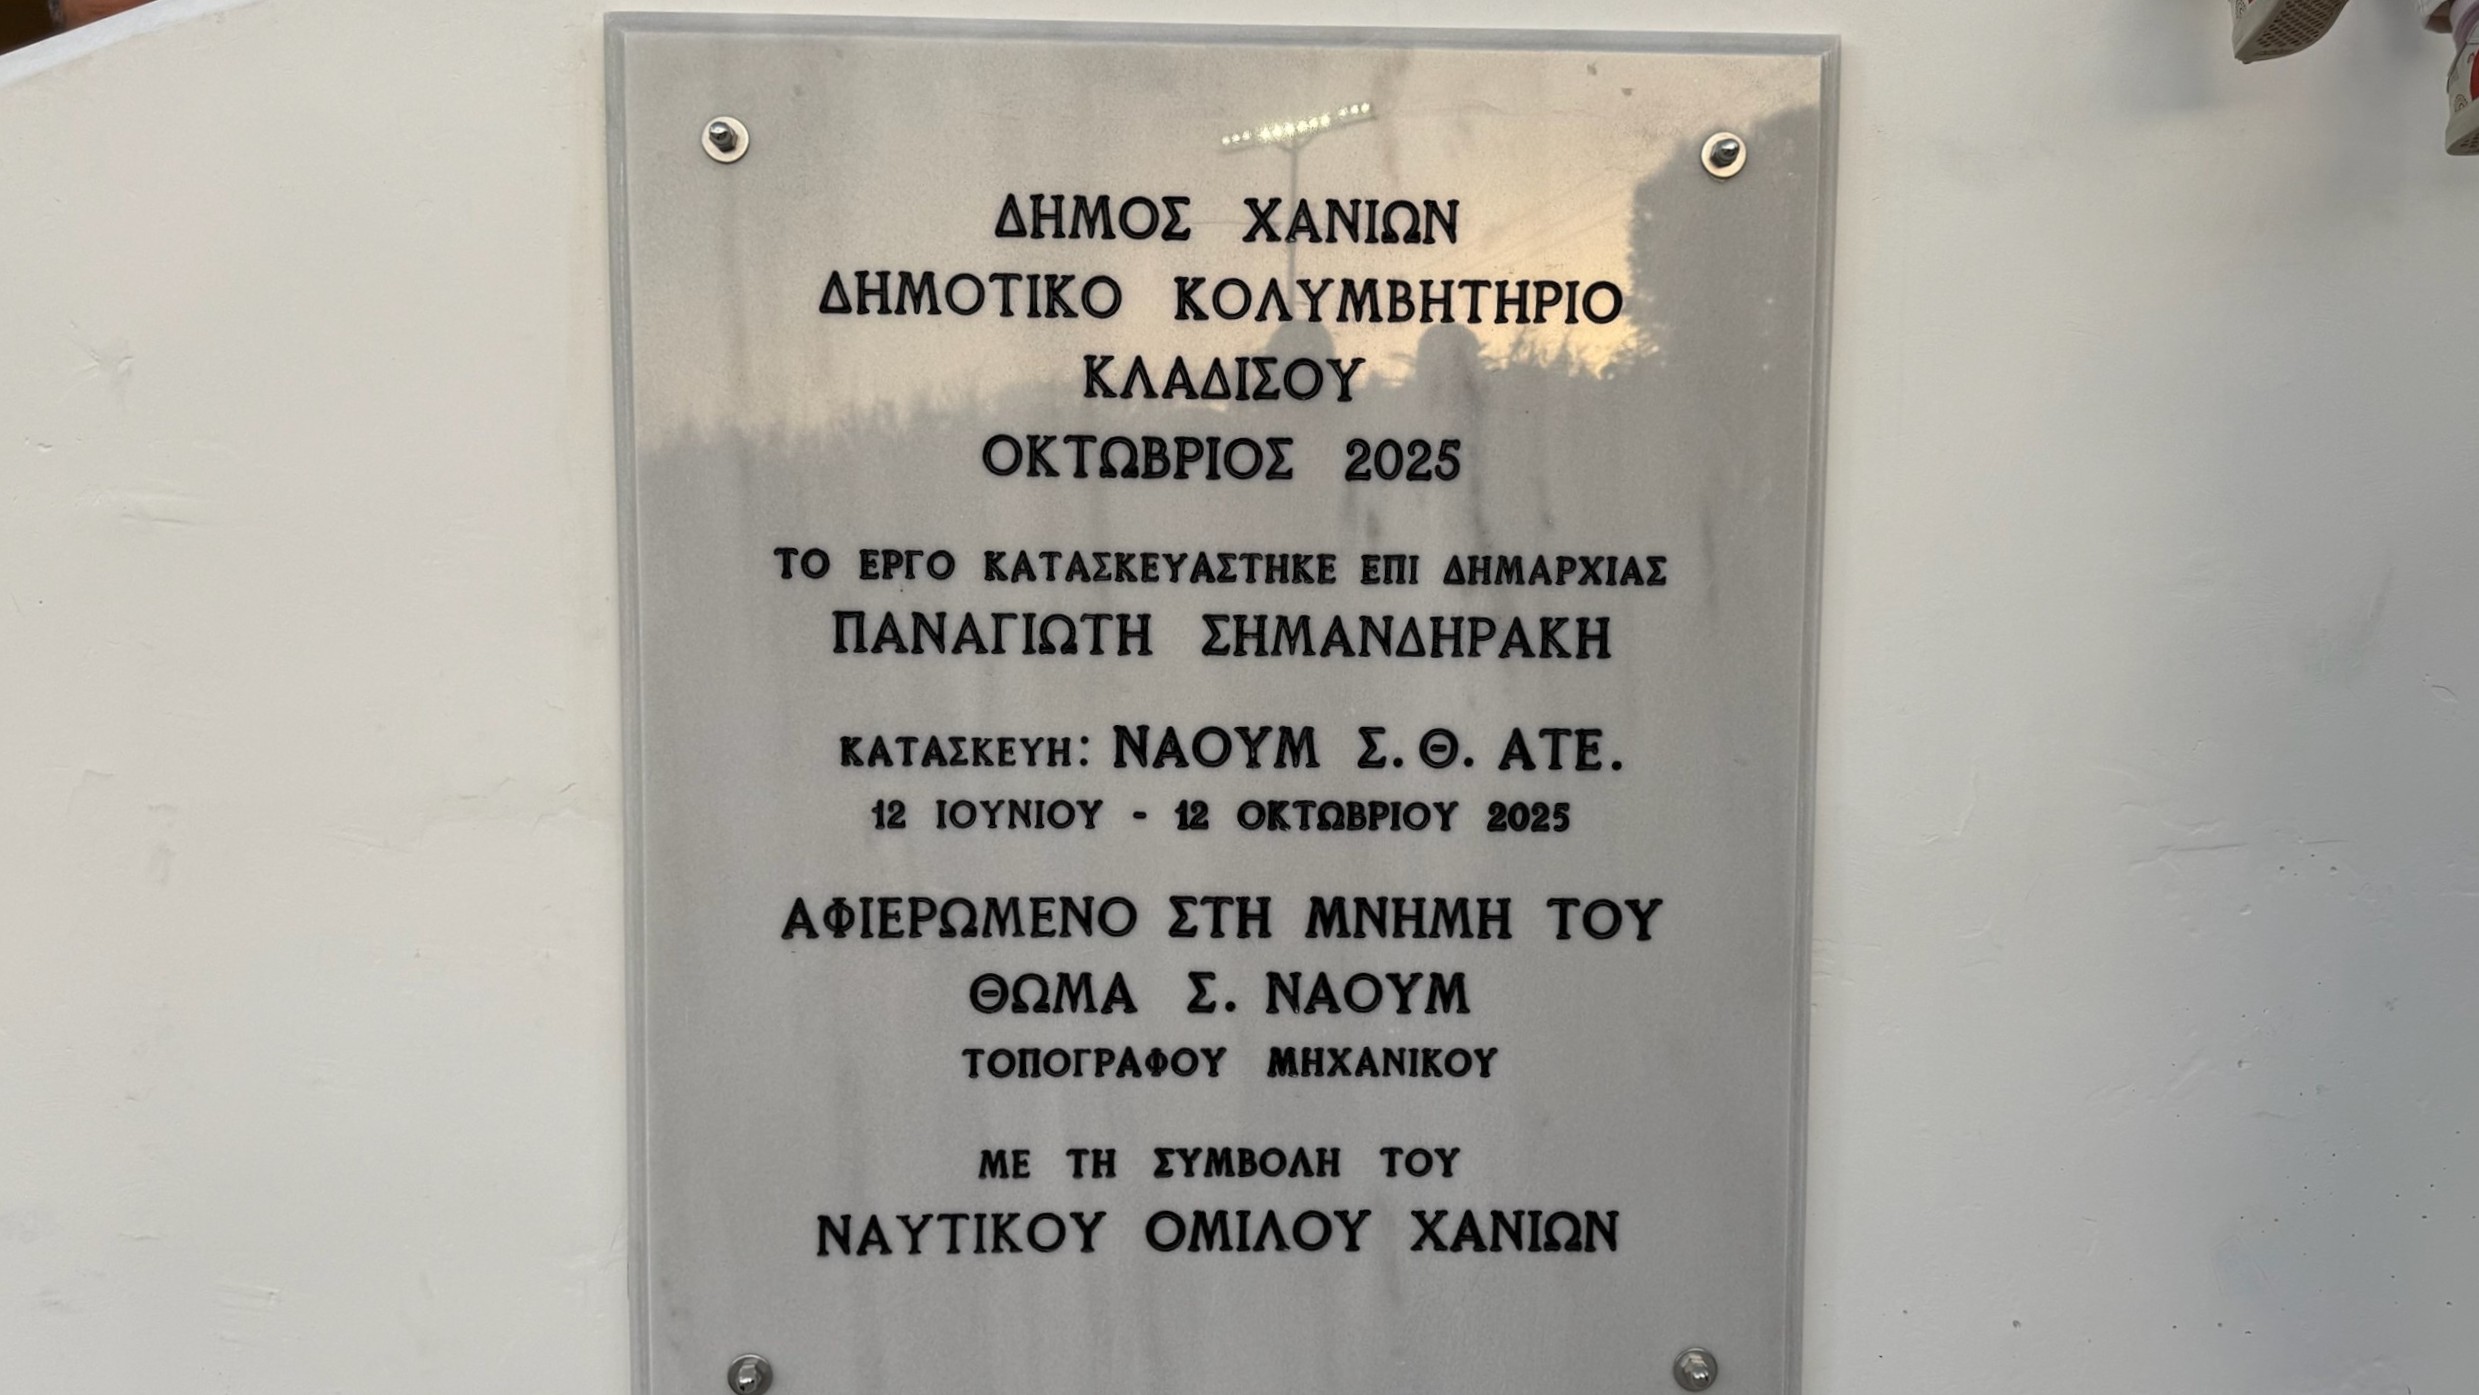 ΔΗΜΟΣ ΧΑΝΙΩΝ
ΔΗΜΟΤΙΚΟ ΚΟΛΥΜΒΗΤΗΡΙΟ
ΚΛΑΔΙΣΟΥ
ΟΚΤΩΒΡΙΟΣ 2025
ΤΟ ΕΡΓΟ ΚΑΤΑΣΚΕΥΑΣΤΗΚΕ ΕΠΙ ΔΗΜΑΡΧΙΑΣ
ΠΑΝΑΓΙΩΤΗ ΣΗΜΑΝΔΗΡΑΚΗ
ΚΑΤΑΣΚΕΥΗ: ΝΑΟΥΜ Σ. Θ. ΑΤΕ.
12 ΙΟΥΝΙΟΥ - 12 ΟΚΤΩΒΡΙΟΥ 2025
ΑΦΙΕΡΩΜΕΝΟ ΣΤΗ ΜΝΗΜΗ ΤΟΥ
ΘΩΜΑ Σ. ΝΑΟΥΜ
ΤΟΠΟΓΡΑΦΟΥ ΜΗΧΑΝΙΚΟΥ
ΜΕ ΤΗ ΣΥΜΒΟΛΗ ΤΟΥ
ΝΑΥΤΙΚΟΥ ΟΜΙΛΟΥ ΧΑΝΙΩΝ